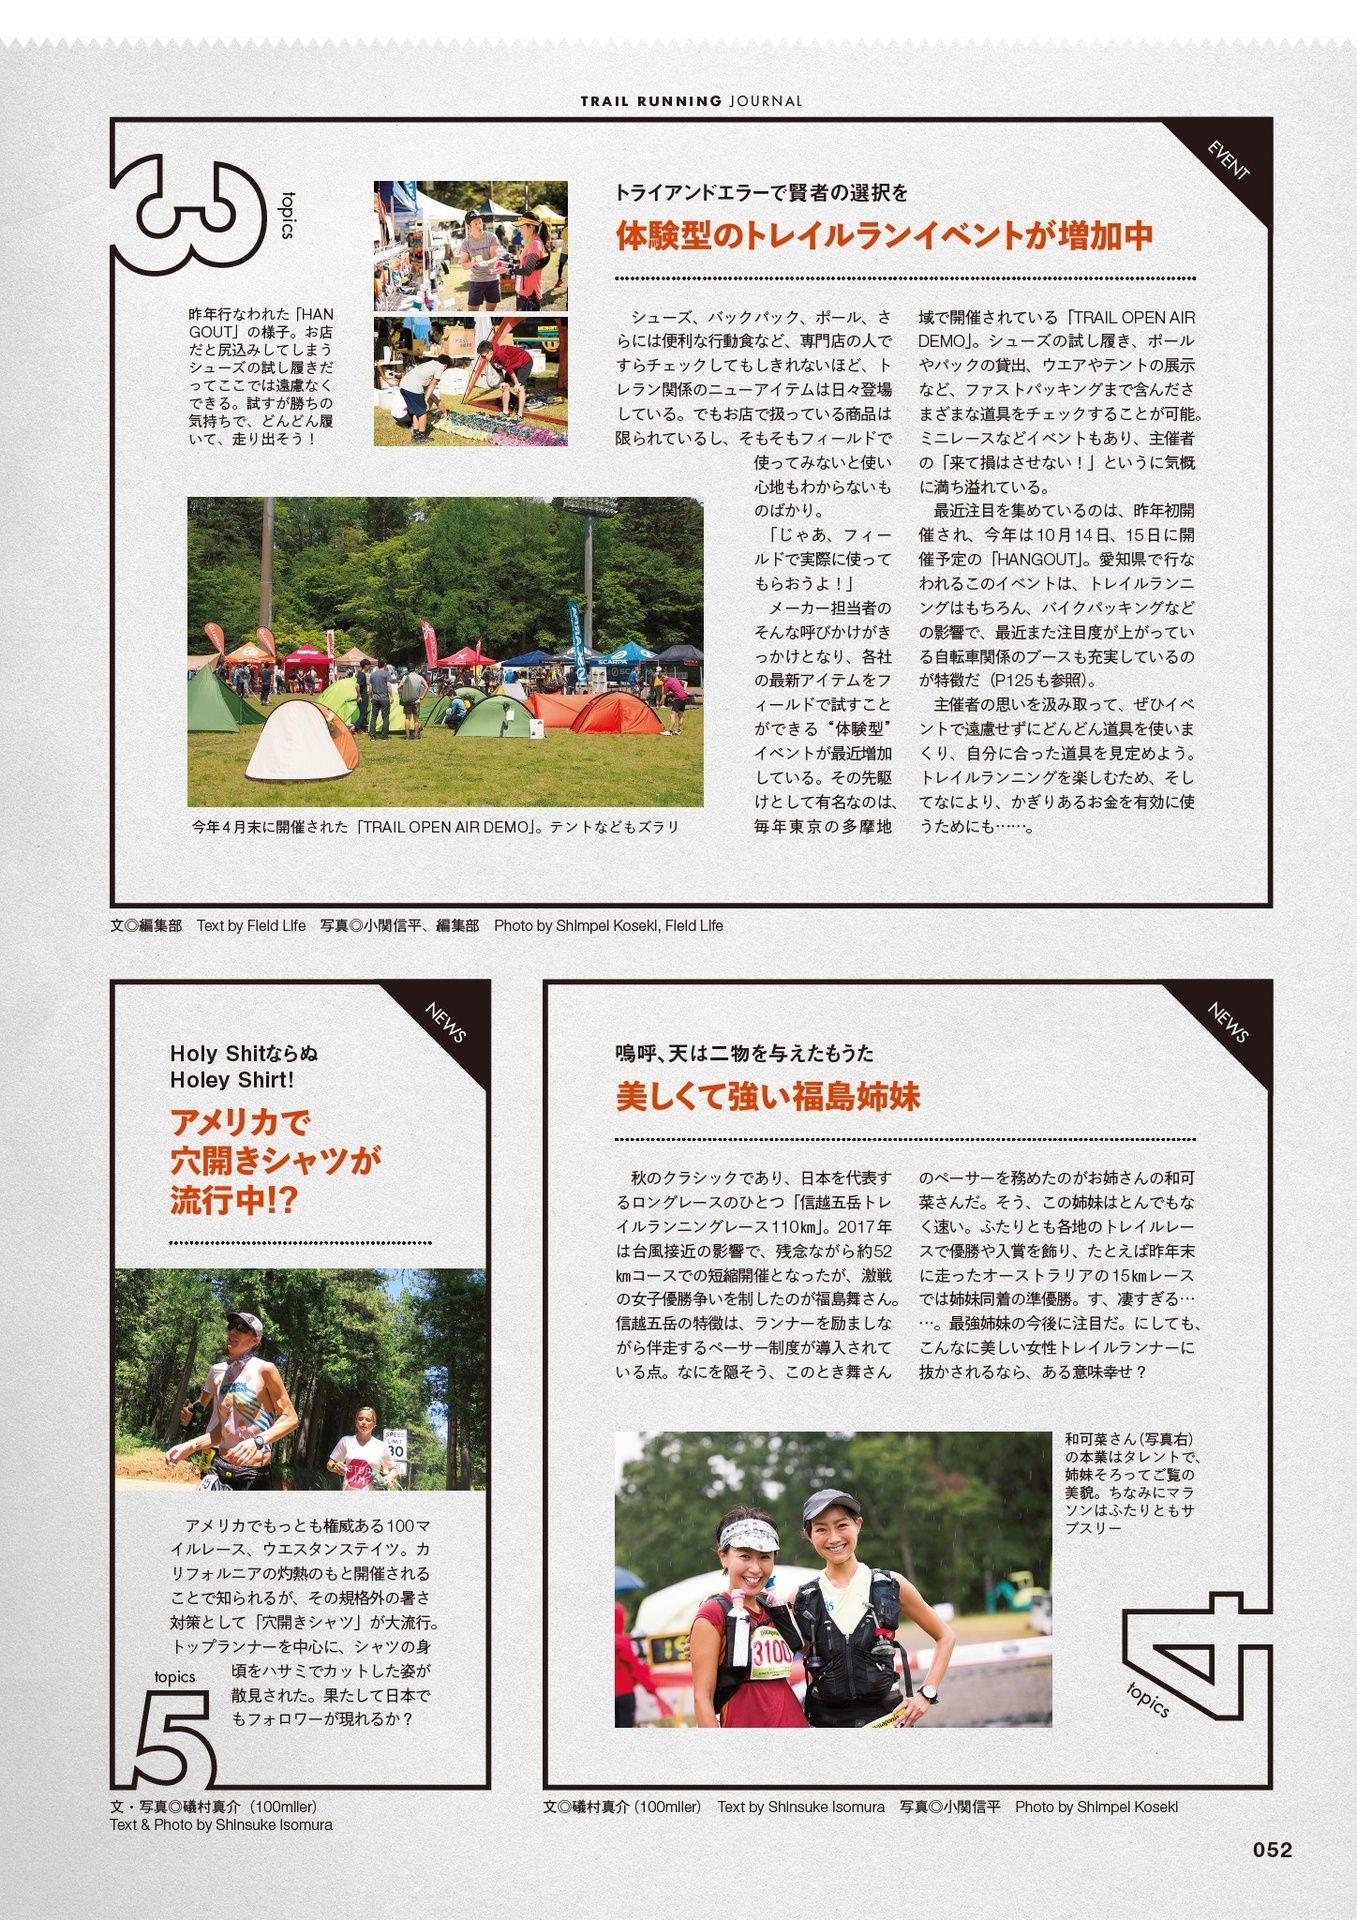 TRAIL RUNNING JOURNAL
EVENT
3
topics
トライアンドエラーで賢者の選択を
体験型のトレイルランイベントが増加中
昨年行なわれた「HAN
GOUT」の様子。お店
だと尻込みしてしまう
シューズの試し履きだ
ってここでは遠慮なく
できる。試すが勝ちの
気持ちで、どんどん履
いて、走り出そう！
シューズ、バックパック、ポール、さ
らには便利な行動食など、専門店の人で
すらチェックしてもしきれないほど、ト
レラン関係のニューアイテムは日々登場
している。でもお店で扱っている商品は
限られているし、そもそもフィールドで
使ってみないと使い
心地もわからないも
のばかり。
「じゃあ、フィー
ルドで実際に使って
もらおうよ！」
メーカー担当者の
そんな呼びかけがき
っかけとなり、各社
の最新アイテムをフ
ィールドで試すこと
ができる“体験型”
イベントが最近増加
している。その先駆
けとして有名なのは、
毎年東京の多摩地
域で開催されている「TRAIL OPEN AIR
DEMO」。シューズの試し履き、ポール
やパックの貸出、ウエアやテントの展示
など、ファストパッキングまで含んださ
まざまな道具をチェックすることが可能。
ミニレースなどイベントもあり、主催者
の「来て損はさせない！」というに気概
に満ち溢れている。
最近注目を集めているのは、昨年初開
催され、今年は10月14日、15日に開
催予定の「HANGOUT」。愛知県で行な
われるこのイベントは、トレイルランニ
ングはもちろん、バイクパッキングなど
の影響で、最近また注目度が上がってい
る自転車関係のブースも充実しているの
が特徴だ（P125も参照）。
主催者の思いを汲み取って、ぜひイベ
ントで遠慮せずにどんどん道具を使いま
くり、自分に合った道具を見定めよう。
トレイルランニングを楽しむため、そし
てなにより、かぎりあるお金を有効に使
うためにも……。
SCARPA
今年4月末に開催された「TRAIL OPEN AIR DEMO」。テントなどもズラリ
文◎編集部　Text by Field Life　写真◎小関信平、編集部　Photo by Shimpei Koseki, Field Life
NEWS
Holy Shitならぬ
Holey Shirt!
アメリカで
穴開きシャツが
流行中!?
SPEED
LIMIT
30
アメリカでもっとも権威ある100マ
イルレース、ウエスタンステイツ。カ
リフォルニアの灼熱のもと開催される
ことで知られるが、その規格外の暑さ
対策として「穴開きシャツ」が大流行。
トップランナーを中心に、シャツの身
頃をハサミでカットした姿が
散見された。果たして日本で
もフォロワーが現れるか？
topics
5
文・写真◎礒村真介（100miler）
Text & Photo by Shinsuke Isomura
NEWS
嗚呼、天は二物を与えたもうた
美しくて強い福島姉妹
秋のクラシックであり、日本を代表す
るロングレースのひとつ「信越五岳トレ
イルランニングレース110㎞」。2017年
は台風接近の影響で、残念ながら約52
㎞コースでの短縮開催となったが、激戦
の女子優勝争いを制したのが福島舞さん。
信越五岳の特徴は、ランナーを励ましな
がら伴走するペーサー制度が導入されて
いる点。なにを隠そう、このとき舞さん
のペーサーを務めたのがお姉さんの和可
菜さんだ。そう、この姉妹はとんでもな
く速い。ふたりとも各地のトレイルレー
スで優勝や入賞を飾り、たとえば昨年末
に走ったオーストラリアの15㎞レース
では姉妹同着の準優勝。す、凄すぎる…
…。最強姉妹の今後に注目だ。にしても、
こんなに美しい女性トレイルランナーに
抜かされるなら、ある意味幸せ？
3100
和可菜さん（写真右）
の本業はタレントで、
姉妹そろってご覧の
美貌。ちなみにマラ
ソンはふたりともサ
ブスリー
4
topics
文◎礒村真介（100miler）　Text by Shinsuke Isomura　写真◎小関信平　Photo by Shimpei Koseki
052